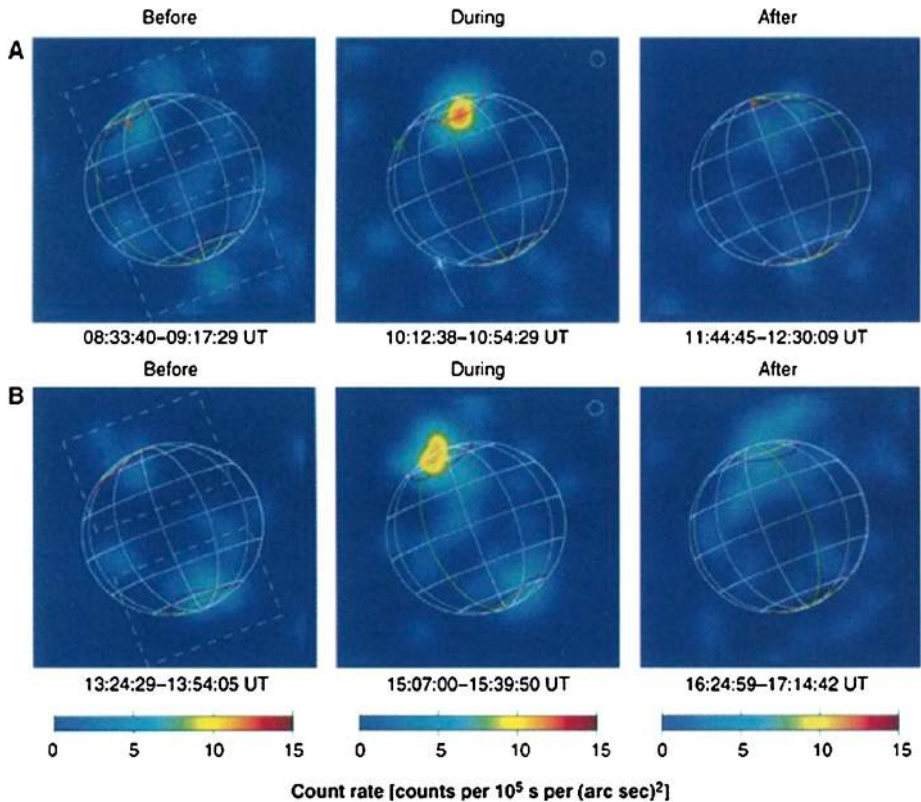 Before During After
A
08:33:40–09:17:29 UT 10:12:38–10:54:29 UT 11:44:45–12:30:09 UT
Before During After
B
13:24:29–13:54:05 UT 15:07:00–15:39:50 UT 16:24:59–17:14:42 UT
0 5 10 15 0 5 10 15 0 5 10 15
Count rate [counts per 10⁵ s per (arc sec)²]